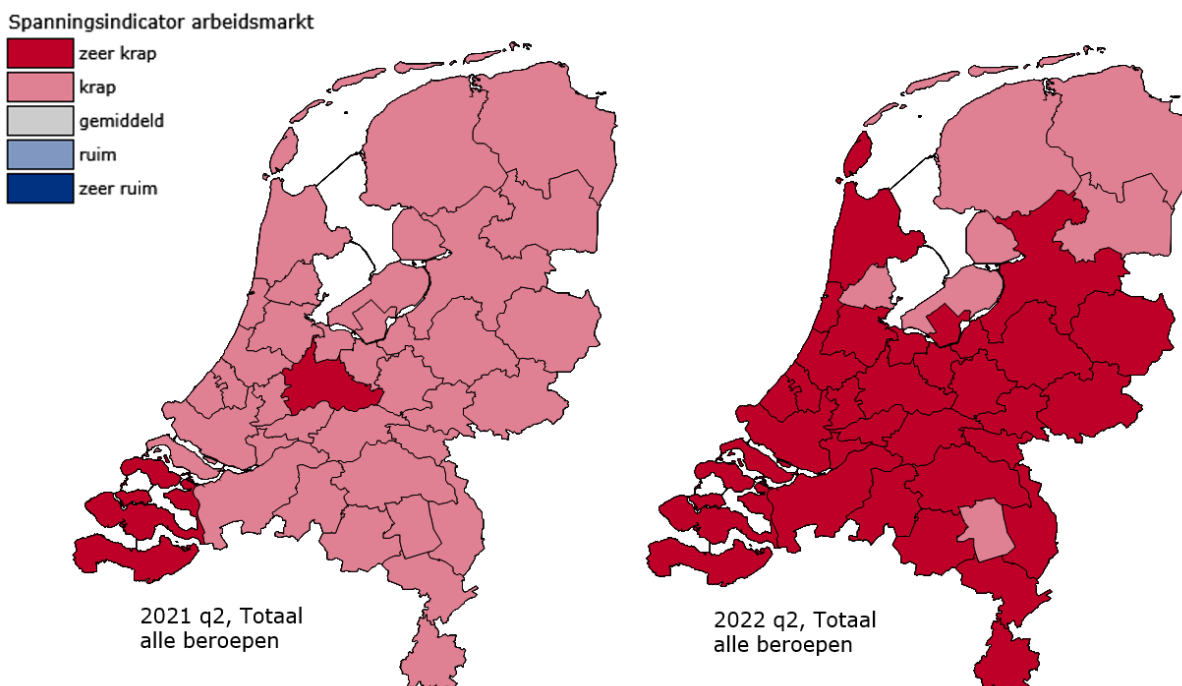 Spanningsindicator arbeidsmarkt
zeer krap
krap
gemiddeld
ruim
zeer ruim
2021 q2, Totaal
alle beroepen
2022 q2, Totaal
alle beroepen